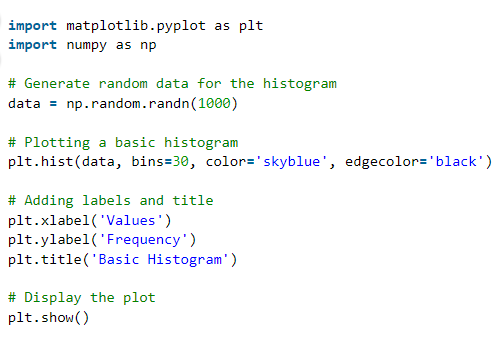 import matplotlib.pyplot as plt
import numpy as np
# Generate random data for the histogram
data = np.random.randn(1000)
# Plotting a basic histogram
plt.hist(data, bins=30, color='skyblue', edgecolor='black')
# Adding labels and title
plt.xlabel('Values')
plt.ylabel('Frequency')
plt.title('Basic Histogram')
# Display the plot
plt.show()